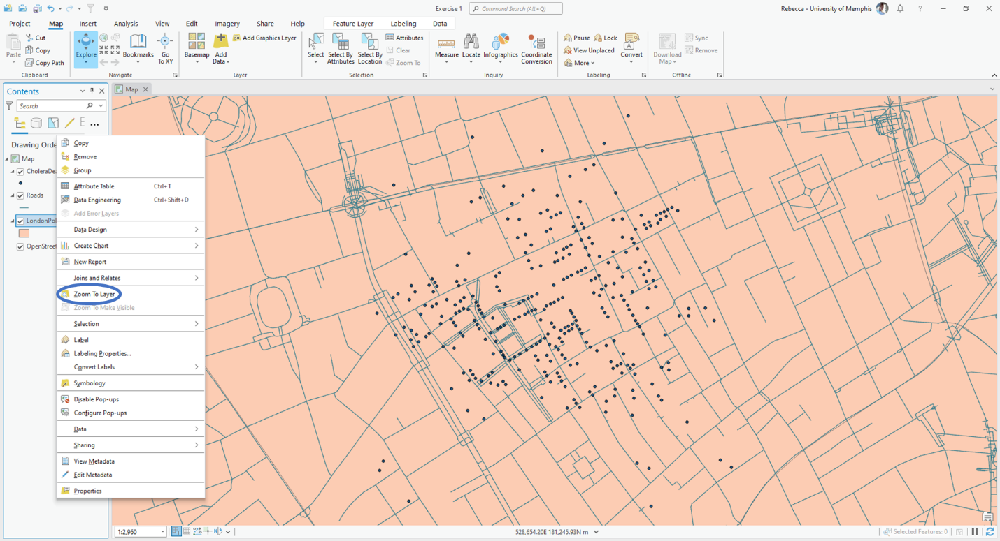 Exercise 1
Command Search (Alt+Q)
Rebecca - University of Memphis
?
Project Map Insert Analysis View Edit Imagery Share Help Feature Layer Labeling Data
Paste
Cut
Copy
Copy Path
Clipboard
Explore
Bookmarks
Go To XY
Navigate
Basemap
Add Data
Add Graphics Layer
Layer
Select
Select By Attributes
Select By Location
Attributes
Clear
Zoom To
Selection
Measure
Locate
Infographics
Coordinate Conversion
Inquiry
Pause
Lock
View Unplaced
More
Convert
Labeling
Download Map
Sync
Remove
Offline
Contents
Search
Drawing Orde
Map
CholeraDea
Roads
LondonPol
OpenStreet
Map
Copy
Remove
Group
Attribute Table Ctrl+T
Data Engineering Ctrl+Shift+D
Add Error Layers
Data Design
Create Chart
New Report
Joins and Relates
Zoom To Layer
Zoom To Make Visible
Selection
Label
Labeling Properties...
Convert Labels
Symbology
Disable Pop-ups
Configure Pop-ups
Data
Sharing
View Metadata
Edit Metadata
Properties
1:2,960
528,654.20E 181,245.93N m
Selected Features: 0